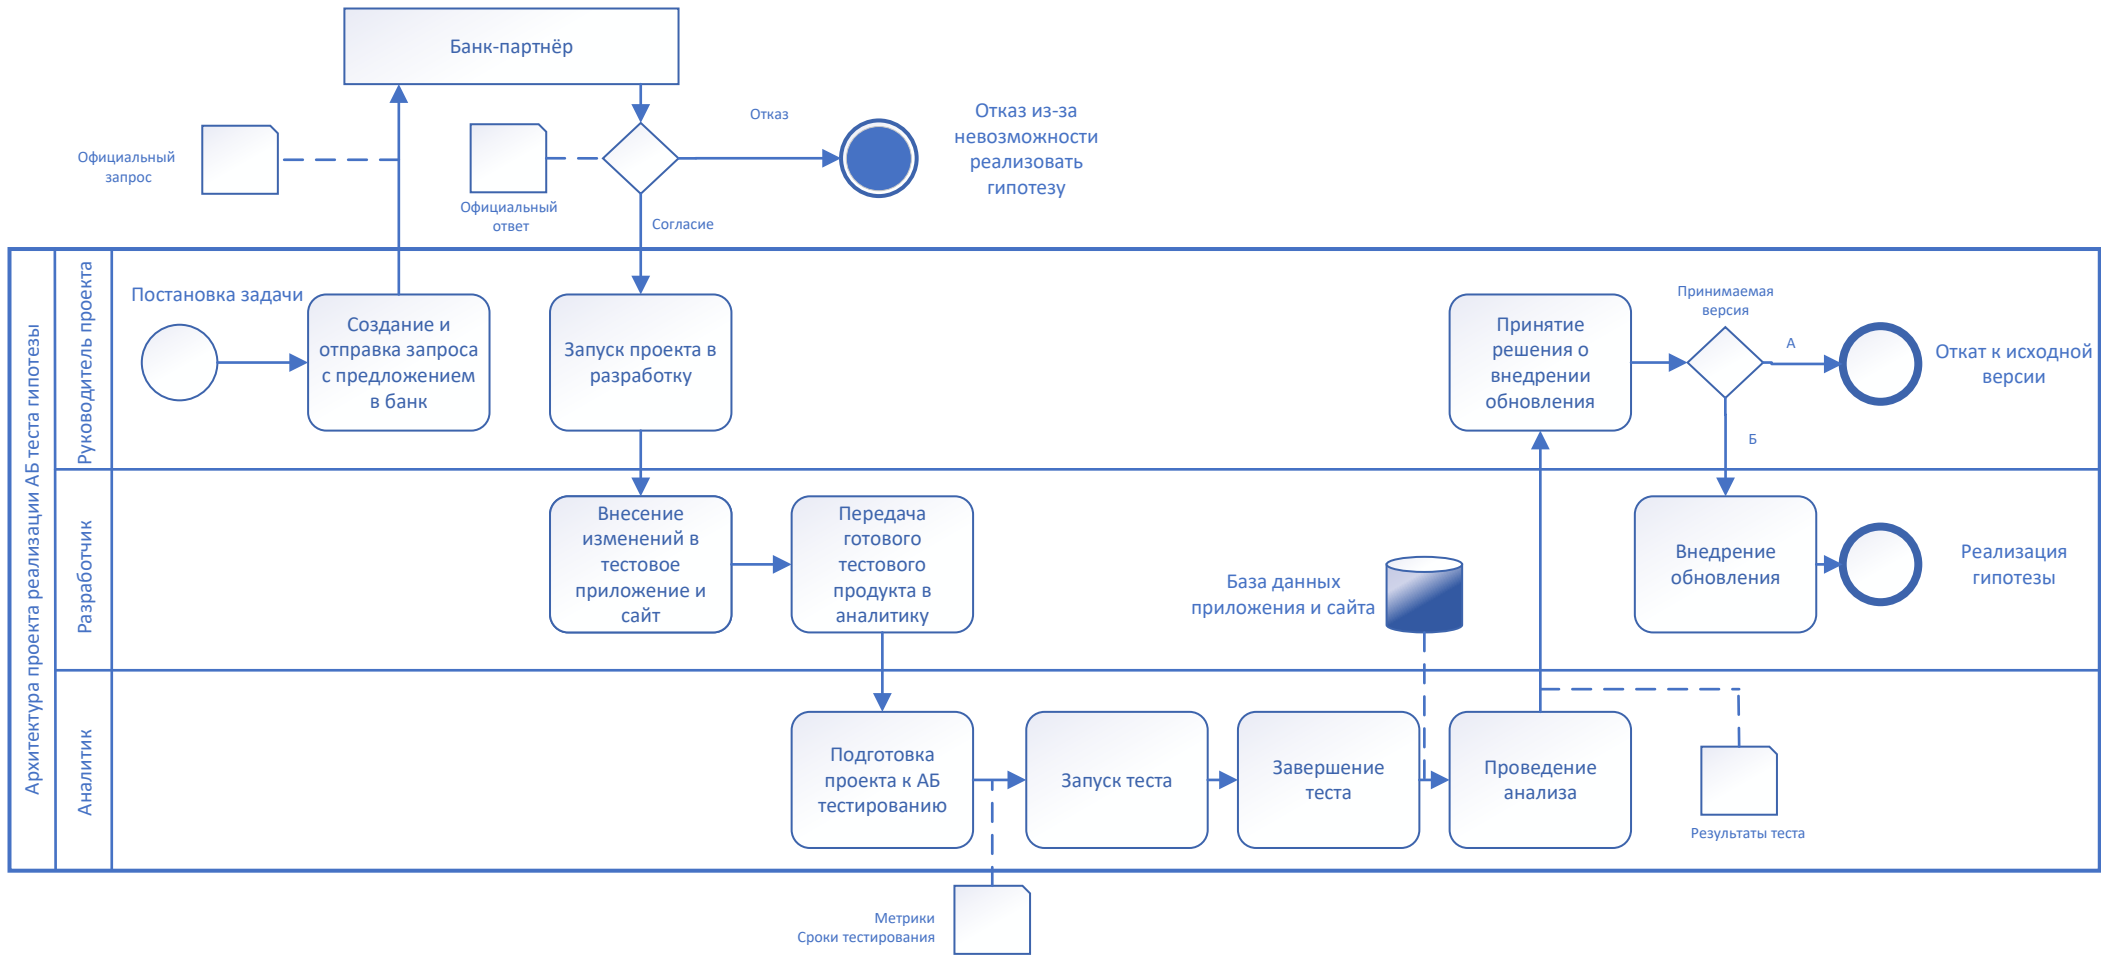 Банк-партнёр
Официальный
запрос
Официальный
ответ
Отказ
Отказ из-за
невозможности
реализовать
гипотезу
Согласие
Архитектура проекта реализации АБ теста гипотезы
Руководитель проекта
Постановка задачи
Создание и
отправка запроса
с предложением
в банк
Запуск проекта в
разработку
Принятие
решения о
внедрении
обновления
Принимаемая
версия
А
Откат к исходной
версии
Б
Разработчик
Внесение
изменений в
тестовое
приложение и
сайт
Передача
готового
тестового
продукта в
аналитику
База данных
приложения и сайта
Внедрение
обновления
Реализация
гипотезы
Аналитик
Подготовка
проекта к АБ
тестированию
Запуск теста
Завершение
теста
Проведение
анализа
Результаты теста
Метрики
Сроки тестирования